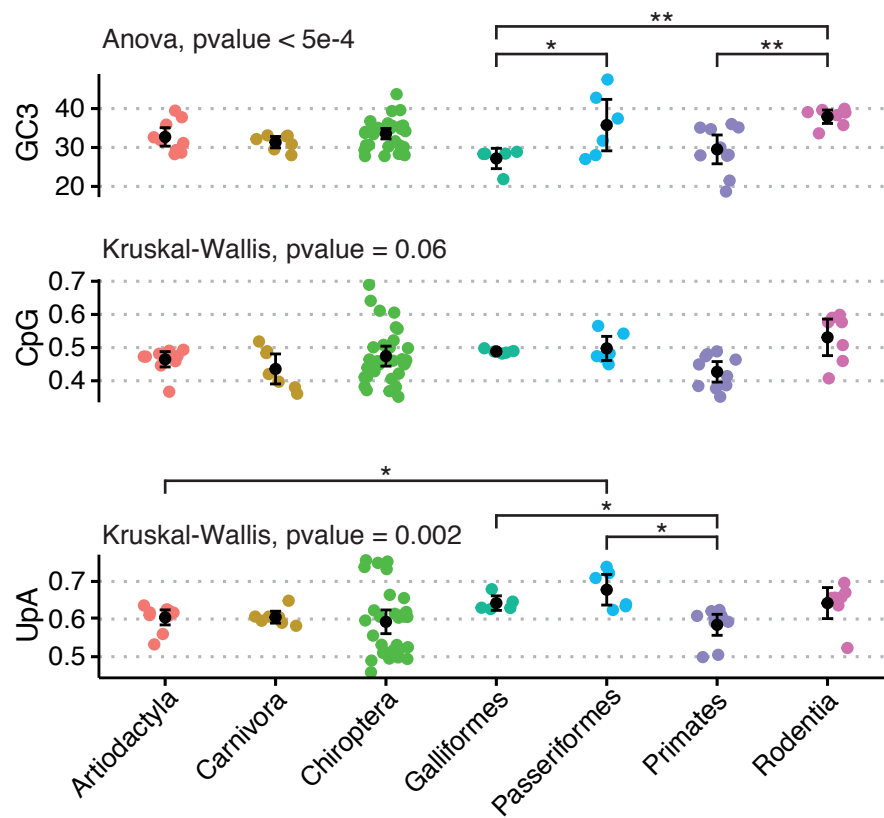 Anova, pvalue < 5e-4
**
*
**
GC3
40
30
20
Kruskal-Wallis, pvalue = 0.06
CpG
0.7
0.6
0.5
0.4
*
*
*
Kruskal-Wallis, pvalue = 0.002
UpA
0.7
0.6
0.5
Artiodactyla
Carnivora
Chiroptera
Galliformes
Passeriformes
Primates
Rodentia